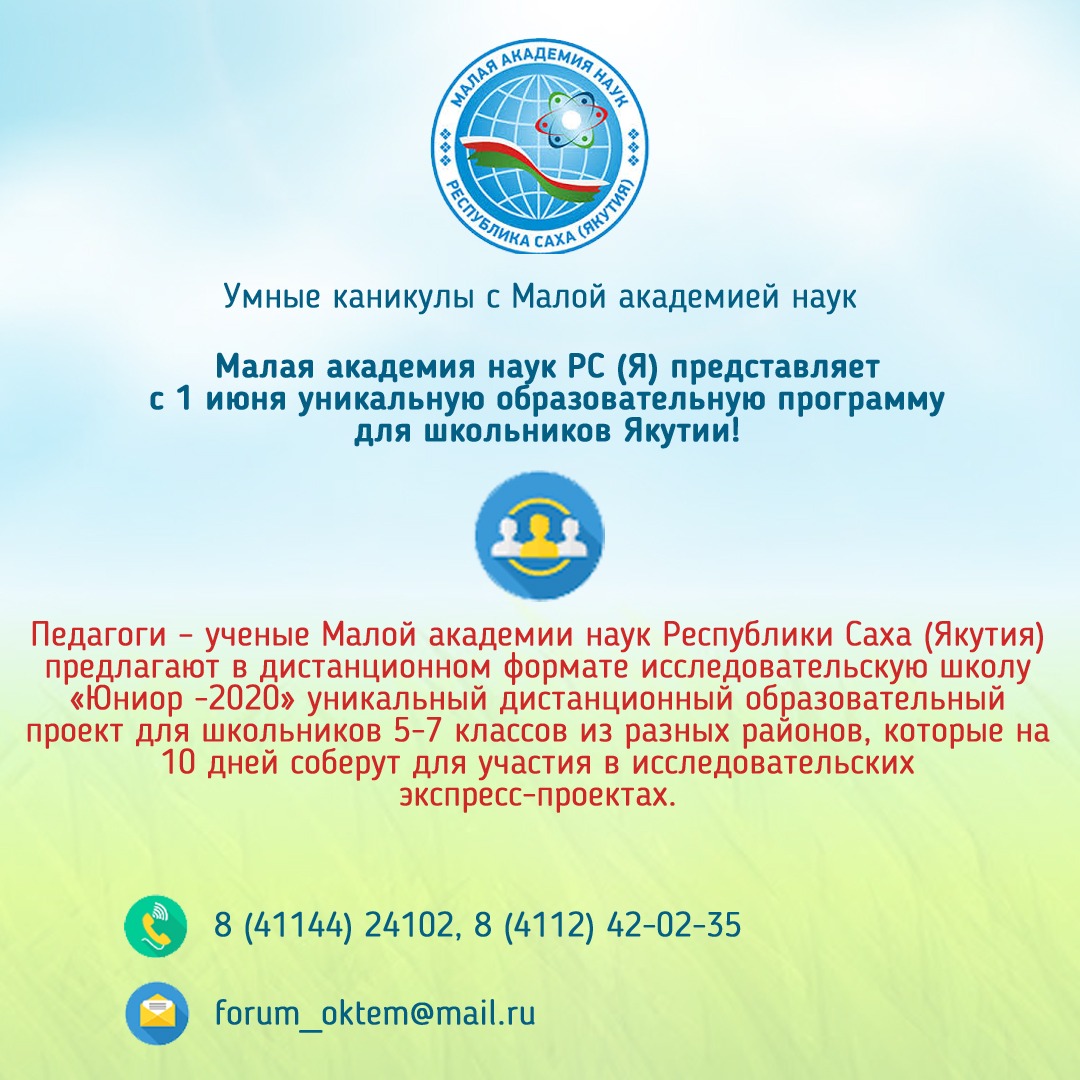 МАЛАЯ АКАДЕМИЯ НАУК
РЕСПУБЛИКА САХА (ЯКУТИЯ)
Умные каникулы с Малой академией наук
Малая академия наук РС (Я) представляет
с 1 июня уникальную образовательную программу
для школьников Якутии!
Педагоги - ученые Малой академии наук Республики Саха (Якутия)
предлагают в дистанционном формате исследовательскую школу
«Юниор -2020» уникальный дистанционный образовательный
проект для школьников 5-7 классов из разных районов, которые на
10 дней соберут для участия в исследовательских
экспресс-проектах.
8 (41144) 24102, 8 (4112) 42-02-35
forum_oktem@mail.ru